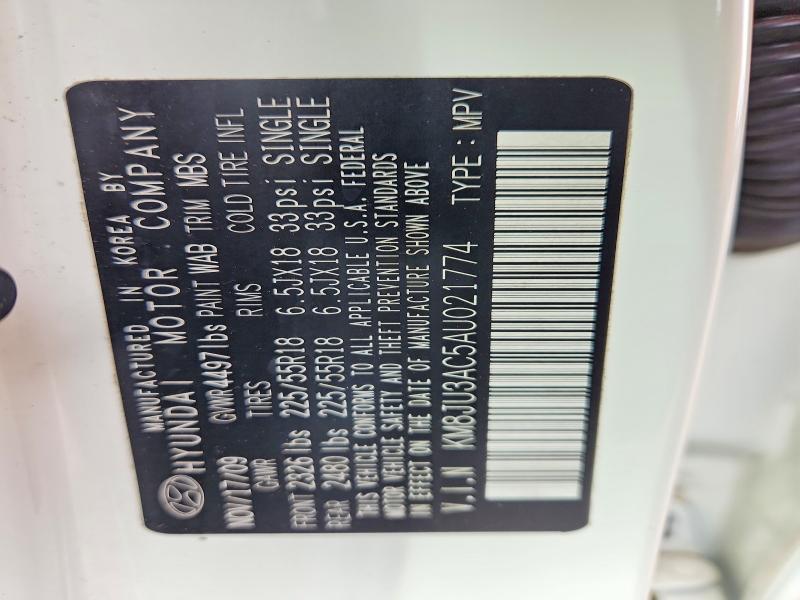 MANUFACTURED IN KOREA BY
HYUNDAI MOTOR COMPANY
NOV/17/09 GVWR 4497lbs PAINT WAB TRIM NBS
GAWR TIRES RIMS COLD TIRE INFL
FRONT 2326 lbs 225/55R18 6.5JX18 33psi SINGLE
REAR 2480 lbs 225/55R18 6.5JX18 33psi SINGLE
THIS VEHICLE CONFORMS TO ALL APPLICABLE U.S.A. FEDERAL
MOTOR VEHICLE SAFETY AND THEFT PREVENTION STANDARDS
IN EFFECT ON THE DATE OF MANUFACTURE SHOWN ABOVE
V.I.N KM8JU3AC5AU021774 TYPE : MPV